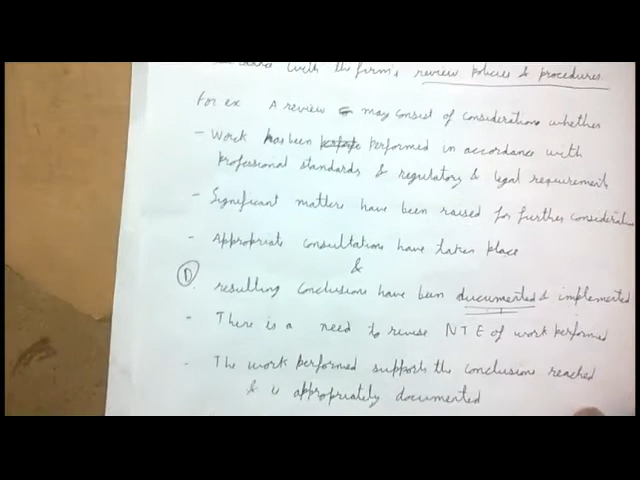 with the firm's review policies & procedures
For ex A review may consist of considerations whether
- Work has been performed in accordance with
professional standards & regulatory & legal requirements
- Significant matters have been raised for further consideration
- Appropriate consultations have taken place
&
D resulting conclusions have been documented & implemented
- There is a need to revise NTE of work performed
- The work performed supports the conclusion reached
& is appropriately documented